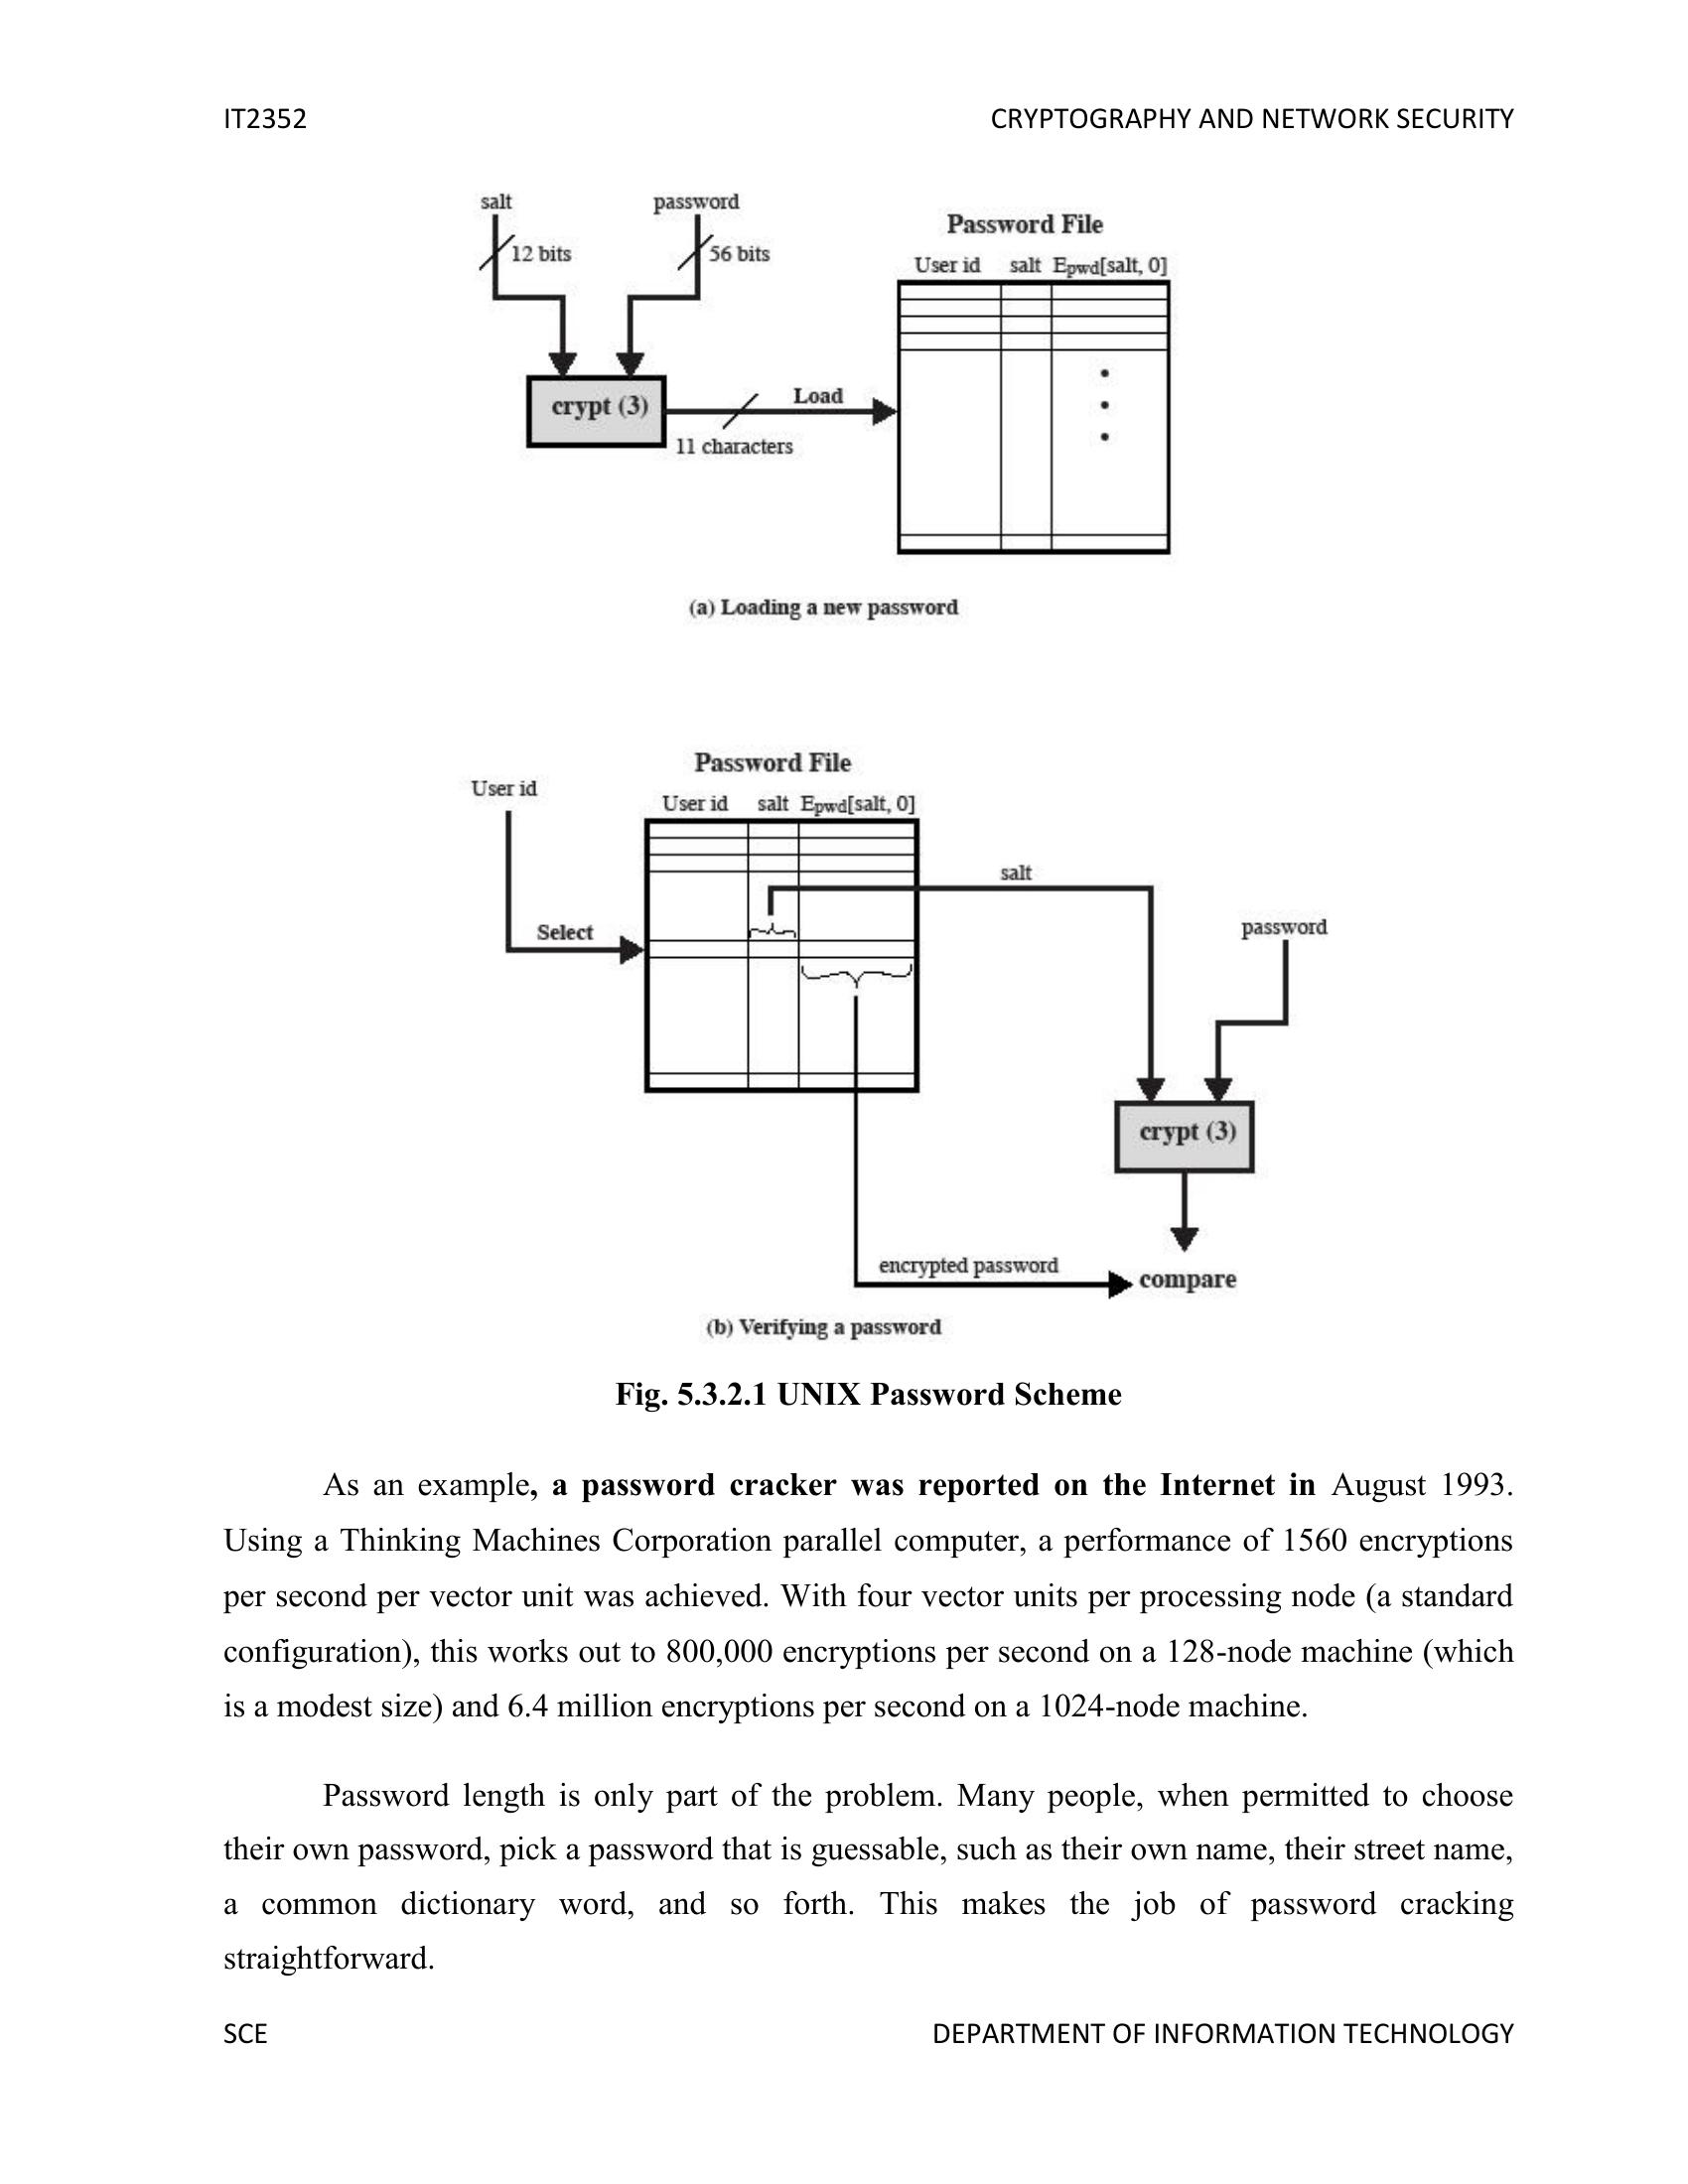 IT2352 CRYPTOGRAPHY AND NETWORK SECURITY
salt password
12 bits 56 bits
Password File
User id salt Epwd[salt, 0]
crypt (3)
Load
11 characters
(a) Loading a new password
Password File
User id
User id salt Epwd[salt, 0]
salt
Select
password
crypt (3)
encrypted password
compare
(b) Verifying a password
Fig. 5.3.2.1 UNIX Password Scheme
As an example, a password cracker was reported on the Internet in August 1993.
Using a Thinking Machines Corporation parallel computer, a performance of 1560 encryptions
per second per vector unit was achieved. With four vector units per processing node (a standard
configuration), this works out to 800,000 encryptions per second on a 128-node machine (which
is a modest size) and 6.4 million encryptions per second on a 1024-node machine.
Password length is only part of the problem. Many people, when permitted to choose
their own password, pick a password that is guessable, such as their own name, their street name,
a common dictionary word, and so forth. This makes the job of password cracking
straightforward.
SCE DEPARTMENT OF INFORMATION TECHNOLOGY